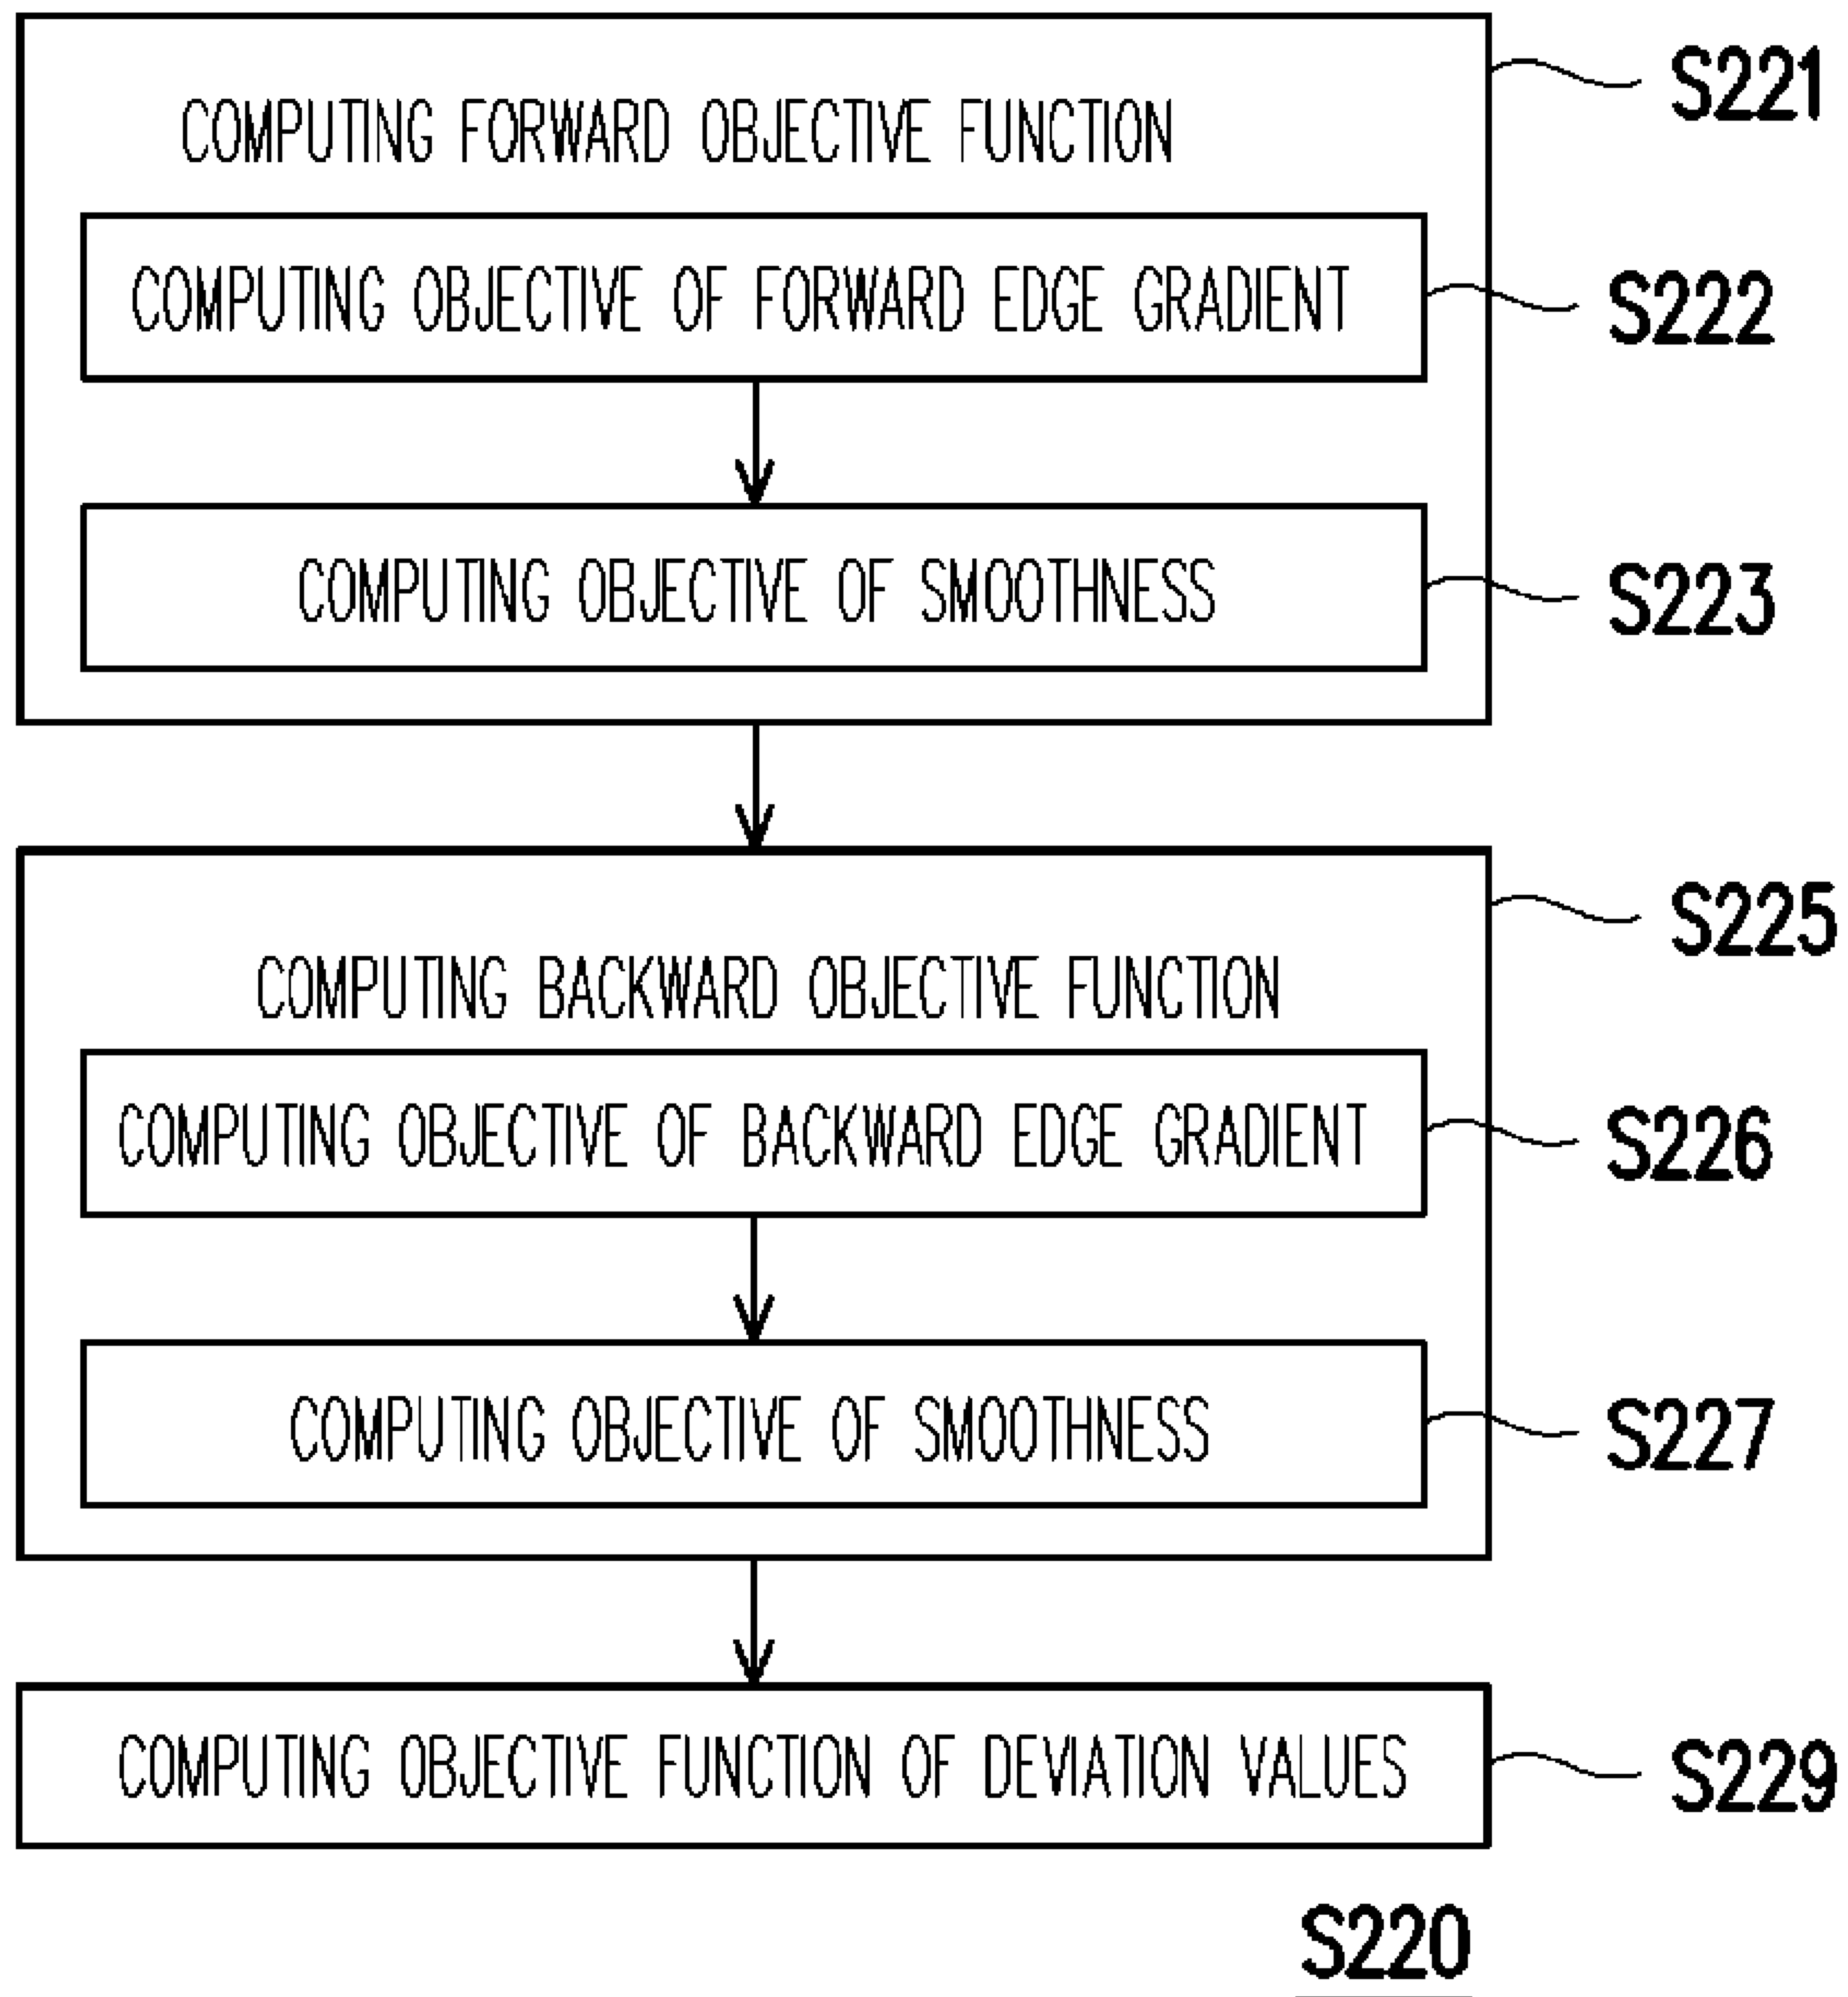 COMPUTING FORWARD OBJECTIVE FUNCTION
S221
COMPUTING OBJECTIVE OF FORWARD EDGE GRADIENT
S222
COMPUTING OBJECTIVE OF SMOOTHNESS
S223
COMPUTING BACKWARD OBJECTIVE FUNCTION
S225
COMPUTING OBJECTIVE OF BACKWARD EDGE GRADIENT
S226
COMPUTING OBJECTIVE OF SMOOTHNESS
S227
COMPUTING OBJECTIVE FUNCTION OF DEVIATION VALUES
S229
S220